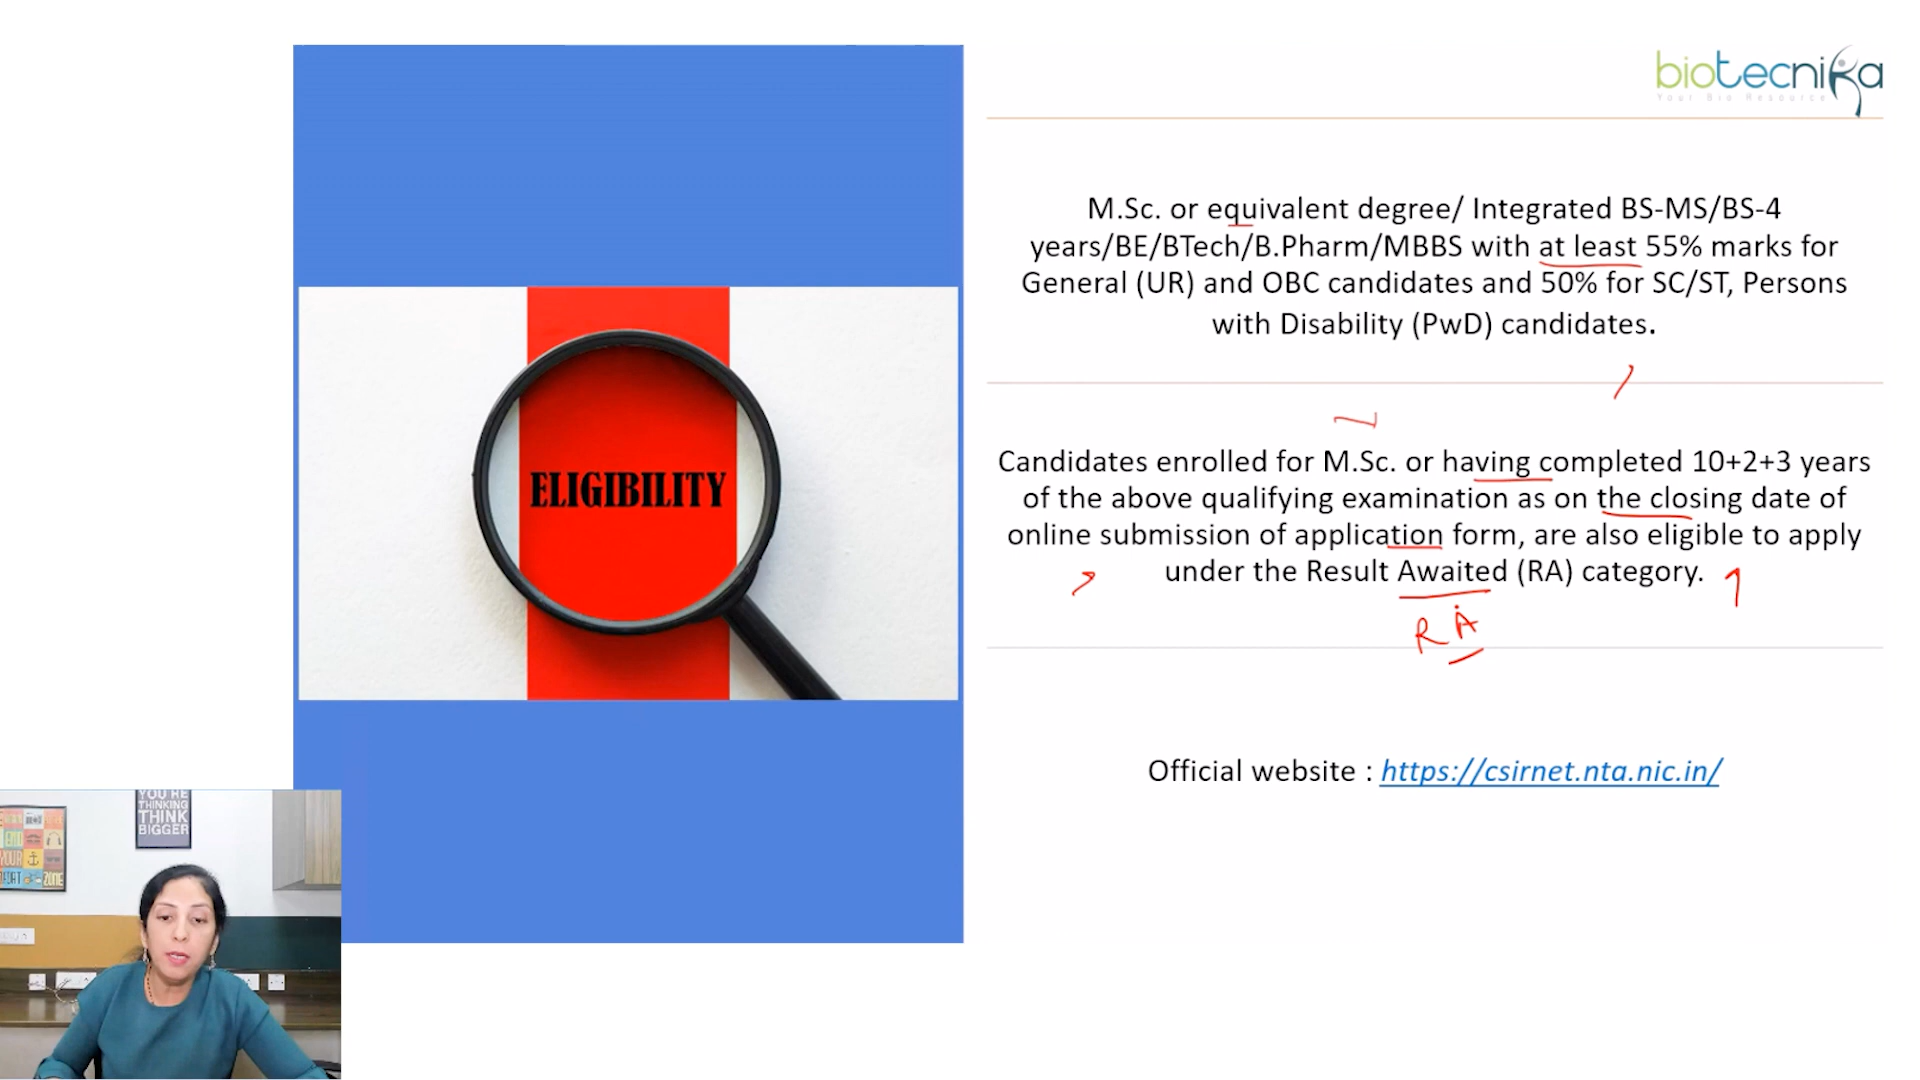 biotecnika
Your Bio Resource
M.Sc. or equivalent degree/ Integrated BS-MS/BS-4
years/BE/BTech/B.Pharm/MBBS with at least 55% marks for
General (UR) and OBC candidates and 50% for SC/ST, Persons
with Disability (PwD) candidates.
ELIGIBILITY
Candidates enrolled for M.Sc. or having completed 10+2+3 years
of the above qualifying examination as on the closing date of
online submission of application form, are also eligible to apply
under the Result Awaited (RA) category.
RA
Official website : https://csirnet.nta.nic.in/
YOU'RE
THINKING
THINK
BIGGER
YOUR
ZONE